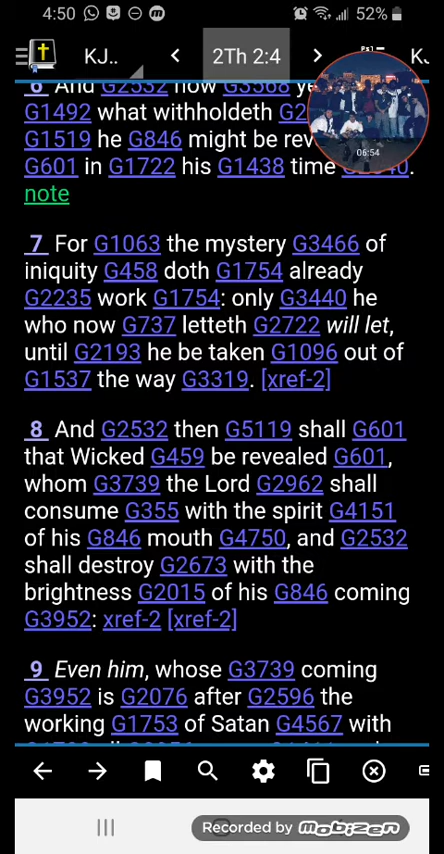 4:50 52%
KJ.. < 2Th 2:4 > KJ
6 And G2532 now G3568
G1492 what withholdeth
G1519 he G846 might be
G601 in G1722 his G1438 time
06:54
note
7 For G1063 the mystery G3466 of
iniquity G458 doth G1754 already
G2235 work G1754: only G3440 he
who now G737 letteth G2722 will let,
until G2193 he be taken G1096 out of
G1537 the way G3319. [xref-2]
8 And G2532 then G5119 shall G601
that Wicked G459 be revealed G601,
whom G3739 the Lord G2962 shall
consume G355 with the spirit G4151
of his G846 mouth G4750, and G2532
shall destroy G2673 with the
brightness G2015 of his G846 coming
G3952: xref-2 [xref-2]
9 Even him, whose G3739 coming
G3952 is G2076 after G2596 the
working G1753 of Satan G4567 with
Recorded by mobizen